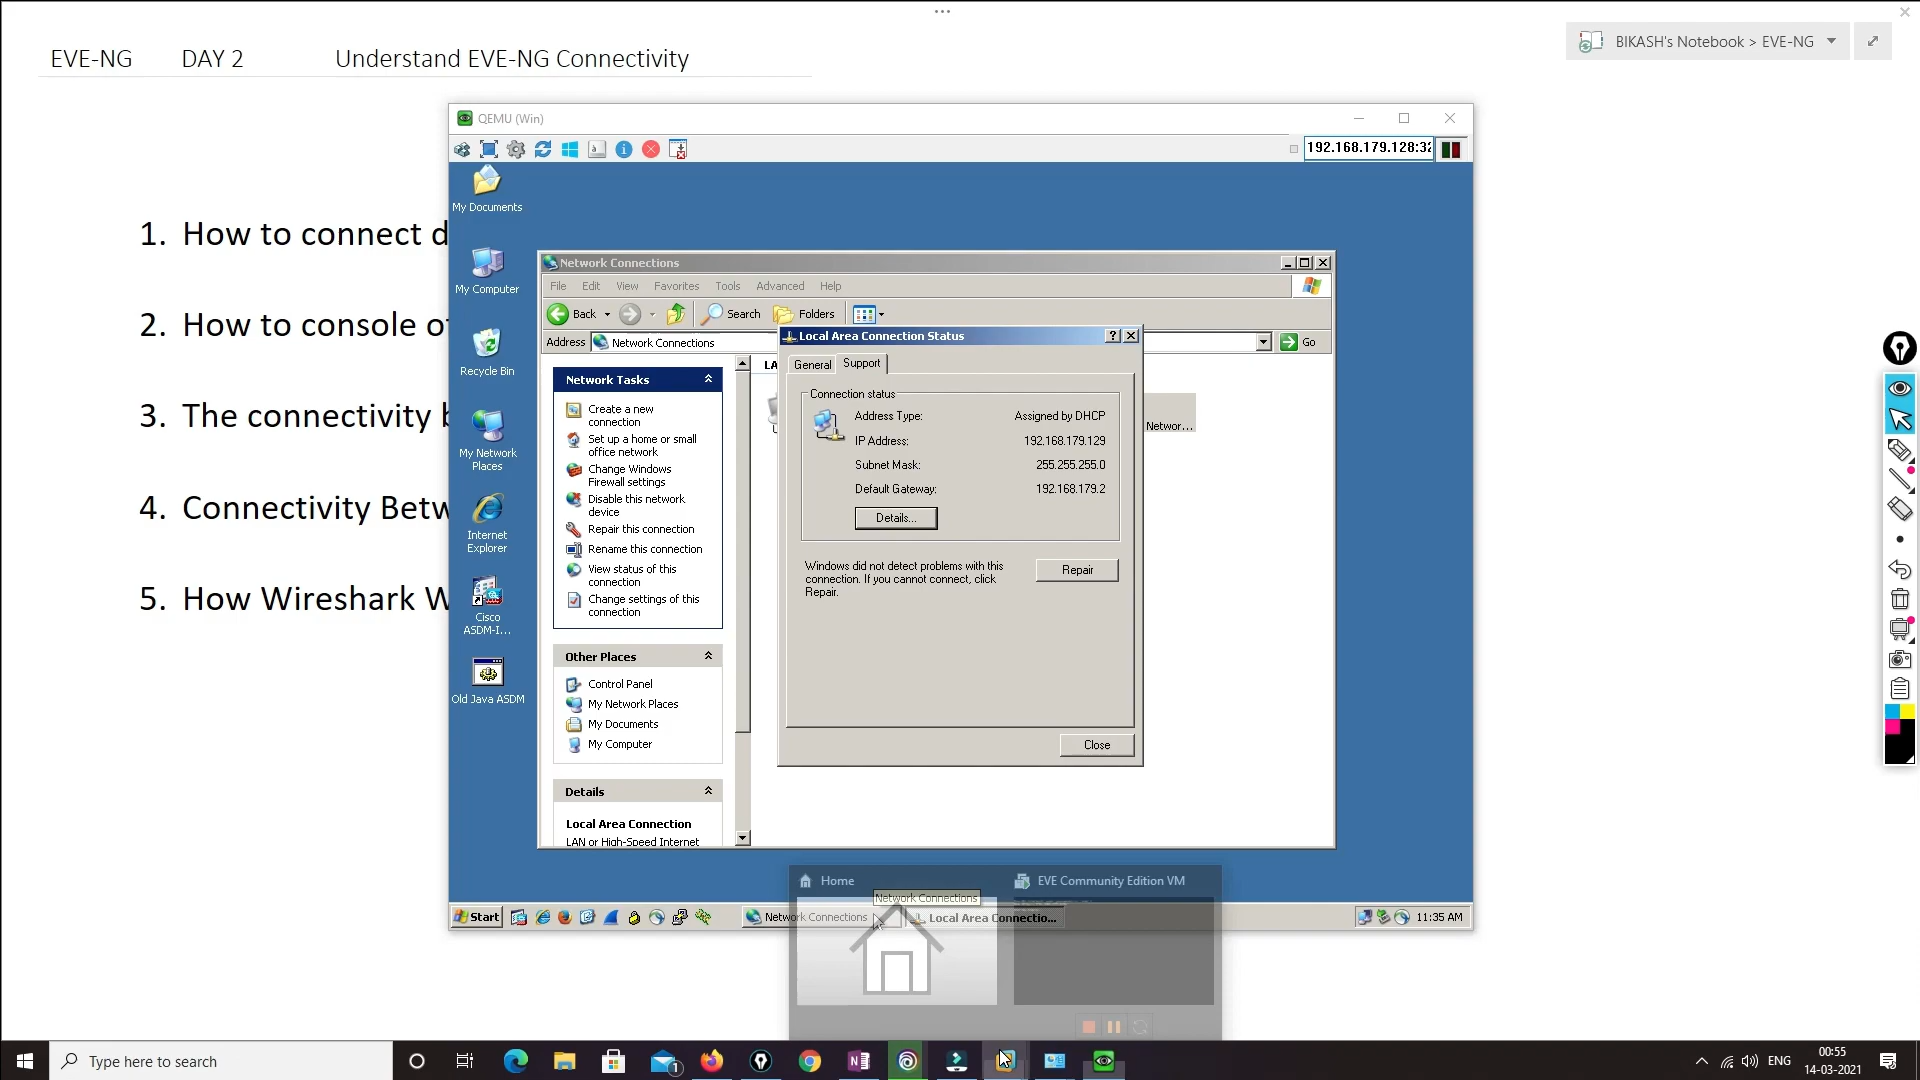 EVE-NG DAY 2 Understand EVE-NG Connectivity
BIKASH's Notebook > EVE-NG
QEMU (Win)
192.168.179.128:32
My Documents
My Computer
Recycle Bin
My Network
Places
Internet
Explorer
Cisco
ASDM-I...
Old Java ASDM
1. How to connect d
2. How to console o
3. The connectivity b
4. Connectivity Betw
5. How Wireshark W
Network Connections
File Edit View Favorites Tools Advanced Help
Back Search Folders
Address Network Connections Go
Network Tasks
Create a new
connection
Set up a home or small
office network
Change Windows
Firewall settings
Disable this network
device
Repair this connection
Rename this connection
View status of this
connection
Change settings of this
connection
Other Places
Control Panel
My Network Places
My Documents
My Computer
Details
Local Area Connection
LAN or High-Speed Internet
LA
Networ...
Local Area Connection Status
General Support
Connection status
Address Type: Assigned by DHCP
IP Address: 192.168.179.129
Subnet Mask: 255.255.255.0
Default Gateway: 192.168.179.2
Details...
Windows did not detect problems with this
connection. If you cannot connect, click
Repair.
Repair
Close
Home EVE Community Edition VM
Network Connections
Start Network Connections Local Area Connectio... 11:35 AM
Type here to search
1
ENG
00:55
14-03-2021